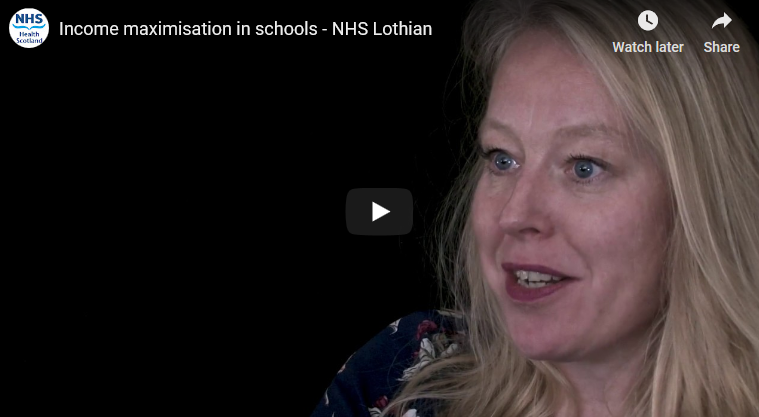 NHS
Health
Scotland
Income maximisation in schools - NHS Lothian
Watch later
Share